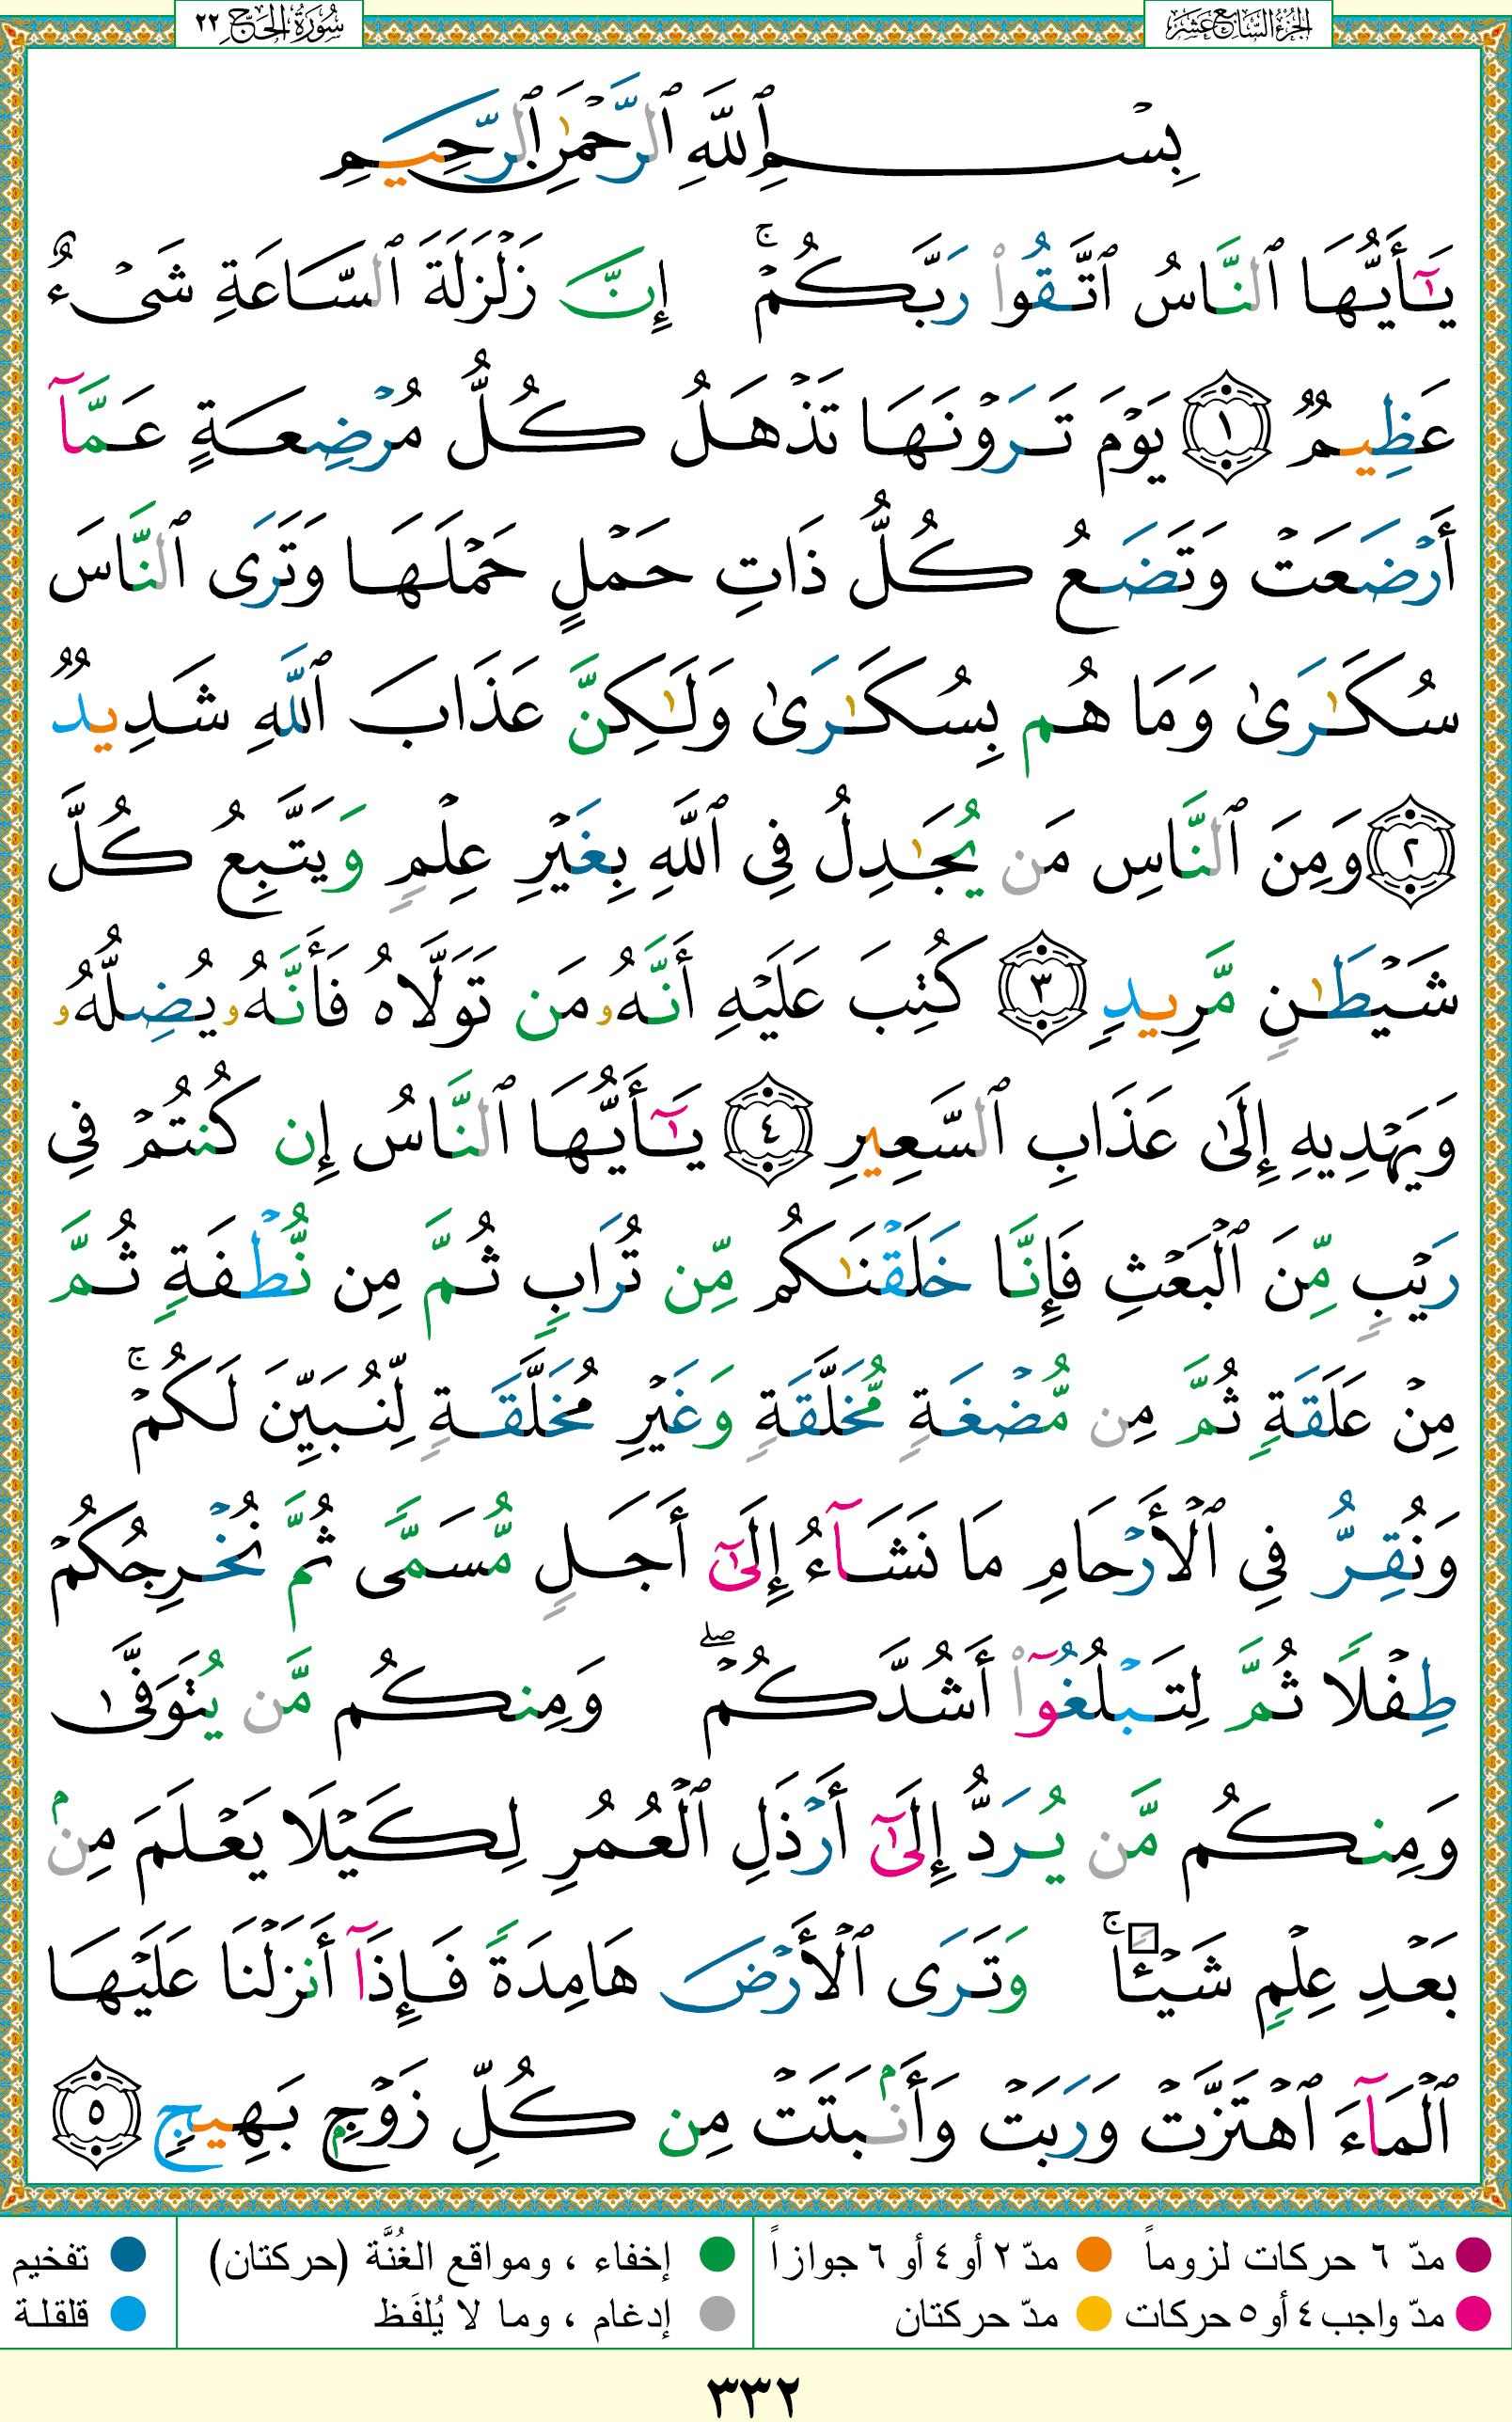 الجزء السابع عشر
سورة الحج ٢٢
بِسْمِ ٱللَّهِ ٱلرَّحْمَٰنِ ٱلرَّحِيمِ
يَٰٓأَيُّهَا ٱلنَّاسُ ٱتَّقُوا۟ رَبَّكُمْ ۚ إِنَّ زَلْزَلَةَ ٱلسَّاعَةِ شَىْءٌ
عَظِيمٌ ١ يَوْمَ تَرَوْنَهَا تَذْهَلُ كُلُّ مُرْضِعَةٍ عَمَّآ
أَرْضَعَتْ وَتَضَعُ كُلُّ ذَاتِ حَمْلٍ حَمْلَهَا وَتَرَى ٱلنَّاسَ
سُكَٰرَىٰ وَمَا هُم بِسُكَٰرَىٰ وَلَٰكِنَّ عَذَابَ ٱللَّهِ شَدِيدٌ
٢ وَمِنَ ٱلنَّاسِ مَن يُجَٰدِلُ فِى ٱللَّهِ بِغَيْرِ عِلْمٍ وَيَتَّبِعُ كُلَّ
شَيْطَٰنٍ مَّرِيدٍ ٣ كُتِبَ عَلَيْهِ أَنَّهُۥ مَن تَوَلَّاهُ فَأَنَّهُۥ يُضِلُّهُۥ
وَيَهْدِيهِ إِلَىٰ عَذَابِ ٱلسَّعِيرِ ٤ يَٰٓأَيُّهَا ٱلنَّاسُ إِن كُنتُمْ فِى
رَيْبٍ مِّنَ ٱلْبَعْثِ فَإِنَّا خَلَقْنَٰكُم مِّن تُرَابٍ ثُمَّ مِن نُّطْفَةٍ ثُمَّ
مِنْ عَلَقَةٍ ثُمَّ مِن مُّضْغَةٍ مُّخَلَّقَةٍ وَغَيْرِ مُخَلَّقَةٍ لِّنُبَيِّنَ لَكُمْ ۚ
وَنُقِرُّ فِى ٱلْأَرْحَامِ مَا نَشَآءُ إِلَىٰٓ أَجَلٍ مُّسَمًّى ثُمَّ نُخْرِجُكُمْ
طِفْلًا ثُمَّ لِتَبْلُغُوٓا۟ أَشُدَّكُمْ ۖ وَمِنكُم مَّن يُتَوَفَّىٰ
وَمِنكُم مَّن يُرَدُّ إِلَىٰٓ أَرْذَلِ ٱلْعُمُرِ لِكَيْلَا يَعْلَمَ مِنۢ
بَعْدِ عِلْمٍ شَيْـًٔا ۚ وَتَرَى ٱلْأَرْضَ هَامِدَةً فَإِذَآ أَنزَلْنَا عَلَيْهَا
ٱلْمَآءَ ٱهْتَزَّتْ وَرَبَتْ وَأَنۢبَتَتْ مِن كُلِّ زَوْجٍۭ بَهِيجٍ ٥
مدّ ٦ حركات لزوماً مدّ ٢ أو ٤ أو ٦ جوازاً إخفاء ، ومواقع الغُنَّة (حركتان) تفخيم
مدّ واجب ٤ أو ٥ حركات مدّ حركتان إدغام ، وما لا يُلفَظ قلقلة
٣٣٢